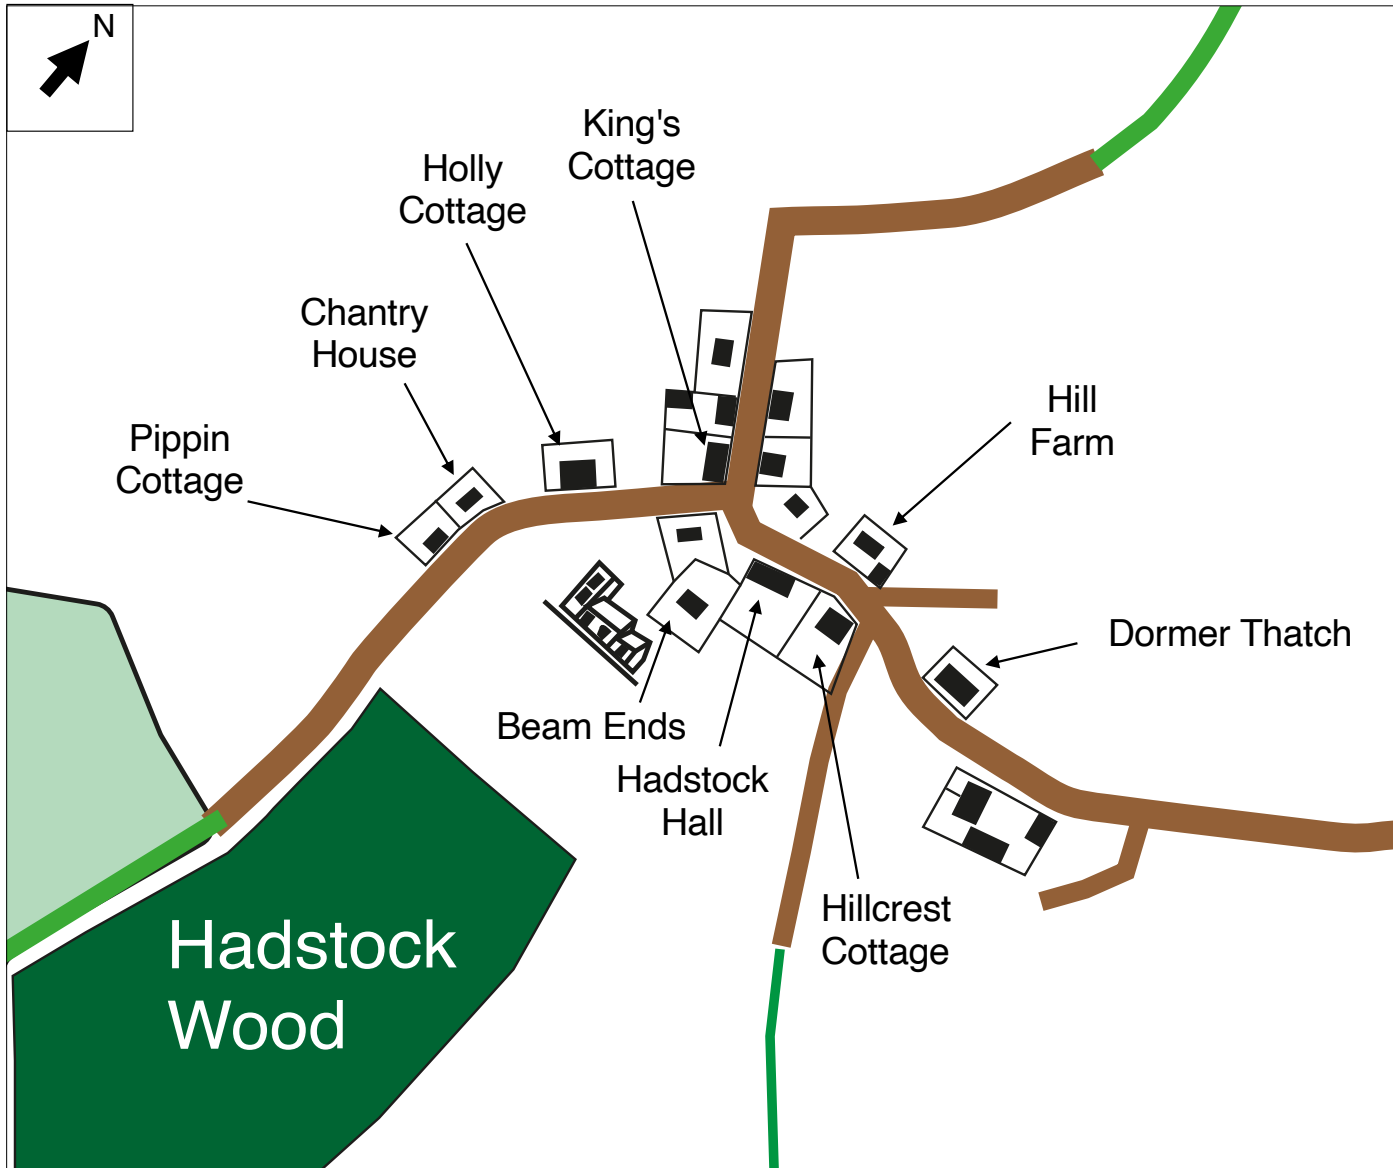 N
King's
Cottage
Holly
Cottage
Chantry
House
Pippin
Cottage
Hill
Farm
Dormer Thatch
Beam Ends
Hadstock
Hall
Hillcrest
Cottage
Hadstock
Wood